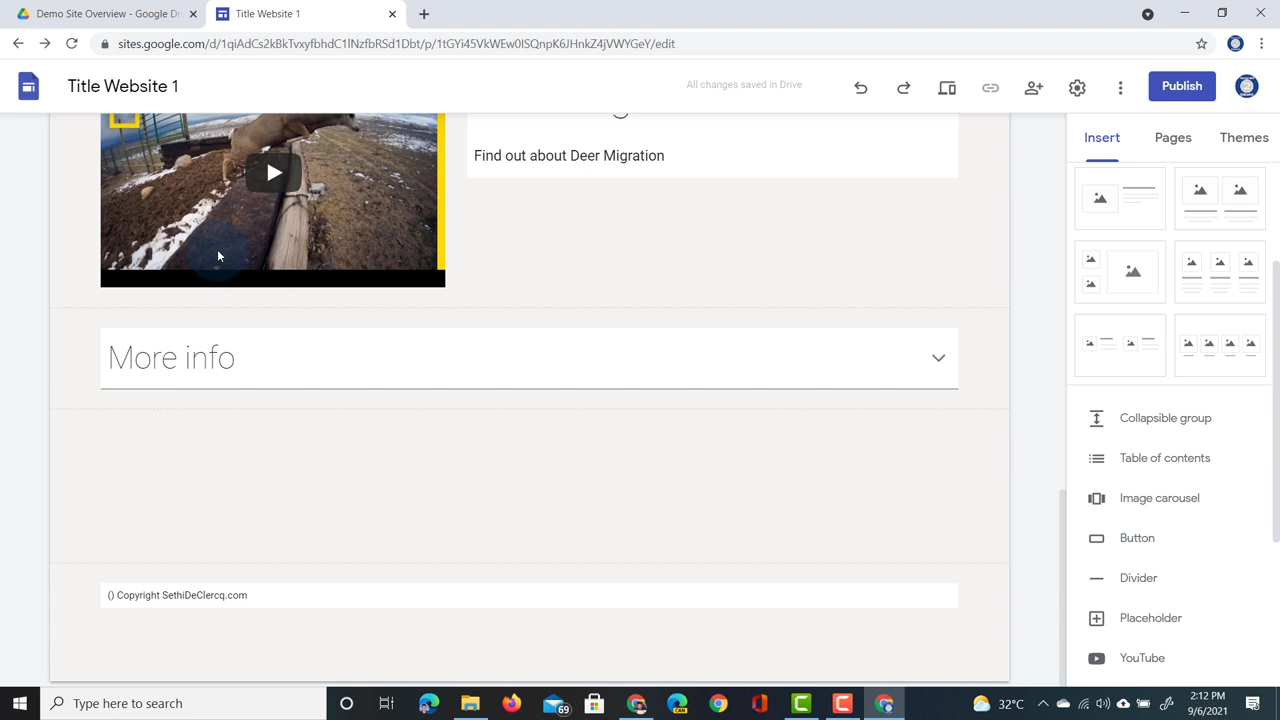 Demo Site Overview - Google D
Title Website 1
sites.google.com/d/1qiAdCs2kBkTvxyfbhdC1lNzfbRSd1Dbt/p/1tGYi45VkWEw0ISQnpK6JHnkZ4jVWYGeY/edit
Title Website 1
All changes saved in Drive
Publish
Insert
Pages
Themes
Find out about Deer Migration
More info
Collapsible group
Table of contents
Image carousel
Button
Divider
Placeholder
YouTube
() Copyright SethiDeClercq.com
Type here to search
69
CAN
32°C
2:12 PM
9/6/2021